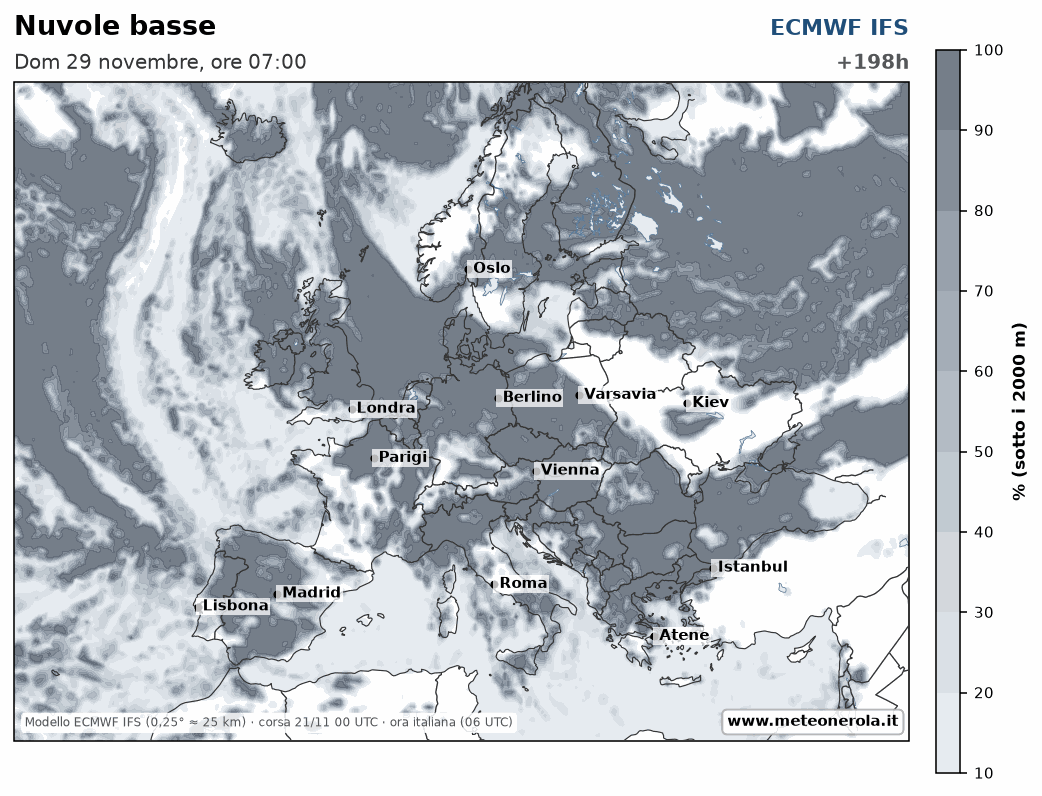 Nuvole basse
ECMWF IFS
Dom 29 novembre, ore 07:00
+198h
100
90
80
70
60
50
40
30
20
10
% (sotto i 2000 m)
Oslo
Londra
Berlino
Varsavia
Kiev
Parigi
Vienna
Istanbul
Roma
Madrid
Lisbona
Atene
Modello ECMWF IFS (0,25° ≈ 25 km) · corsa 21/11 00 UTC · ora italiana (06 UTC)
www.meteonerola.it